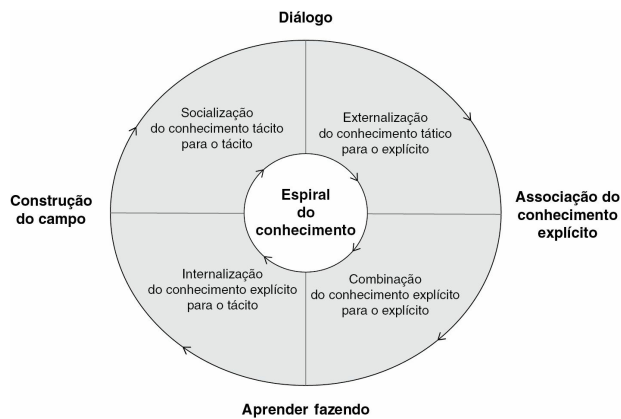 Diálogo
Socialização
do conhecimento tácito
para o tácito
Externalização
do conhecimento tático
para o explícito
Construção
do campo
Espiral
do
conhecimento
Associação do
conhecimento
explícito
Internalização
do conhecimento explícito
para o tácito
Combinação
do conhecimento explícito
para o explícito
Aprender fazendo